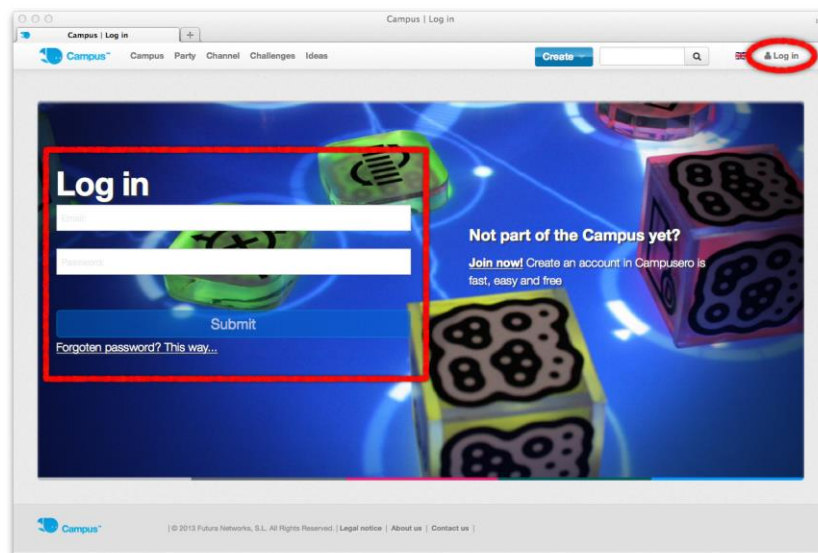 Campus | Log in
Campus | Log in
Campus™ Campus Party Channel Challenges Ideas Create Log in
Log in
Email
Password
Submit
Forgoten password? This way...
Not part of the Campus yet?
Join now! Create an account in Campusero is
fast, easy and free
Campus™ | © 2013 Futura Networks, S.L. All Rights Reserved. | Legal notice | About us | Contact us |